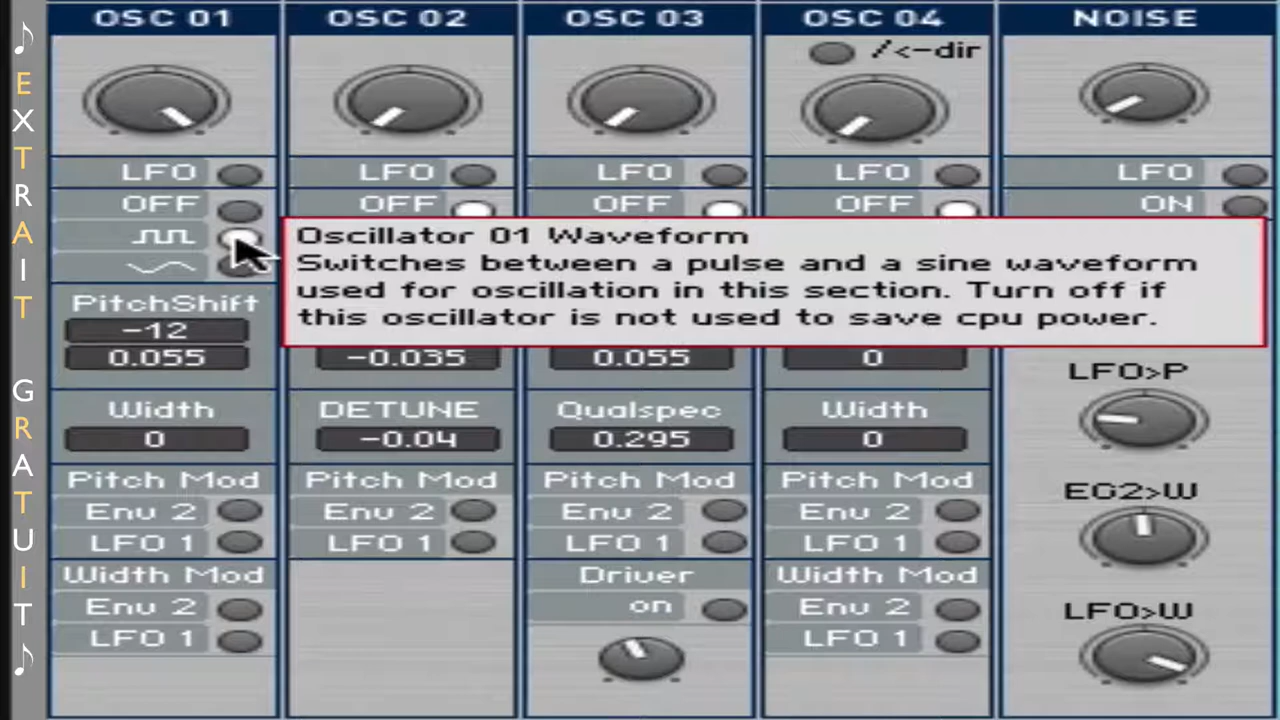 ♪ EXTRAIT GRATUIT ♪
OSC 01
OSC 02
OSC 03
OSC 04
NOISE
/<-dir
LFO
LFO
LFO
LFO
LFO
OFF
OFF
OFF
OFF
ON
Oscillator 01 Waveform
Switches between a pulse and a sine waveform
used for oscillation in this section. Turn off if
this oscillator is not used to save cpu power.
PitchShift
-12
0.055
-0.035
0.055
0
LFO>P
Width
DETUNE
Qualspec
Width
0
-0.04
0.295
0
Pitch Mod
Pitch Mod
Pitch Mod
Pitch Mod
EG2>W
Env 2
Env 2
Env 2
Env 2
LFO 1
LFO 1
LFO 1
LFO 1
Width Mod
Driver
Width Mod
Env 2
on
Env 2
LFO>W
LFO 1
LFO 1